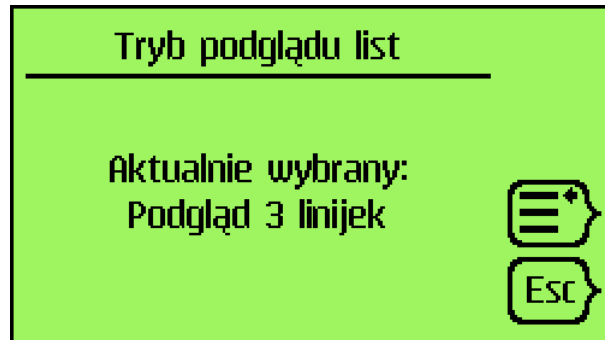 Tryb podglądu list
Aktualnie wybrany:
Podgląd 3 linijek
Esc